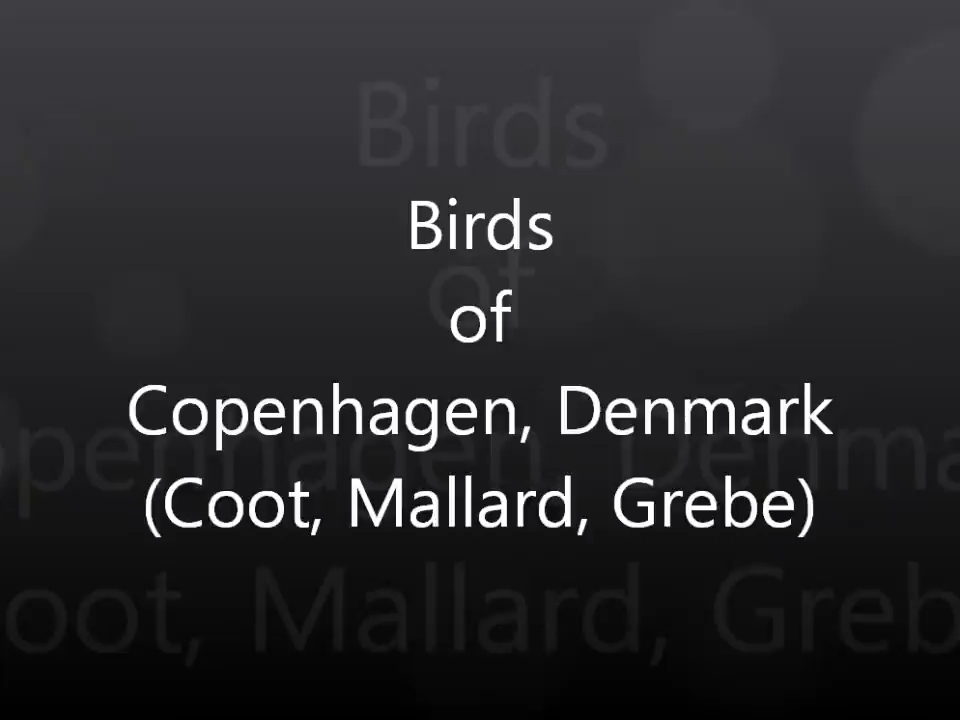 Birds
of
Copenhagen, Denmark
(Coot, Mallard, Grebe)